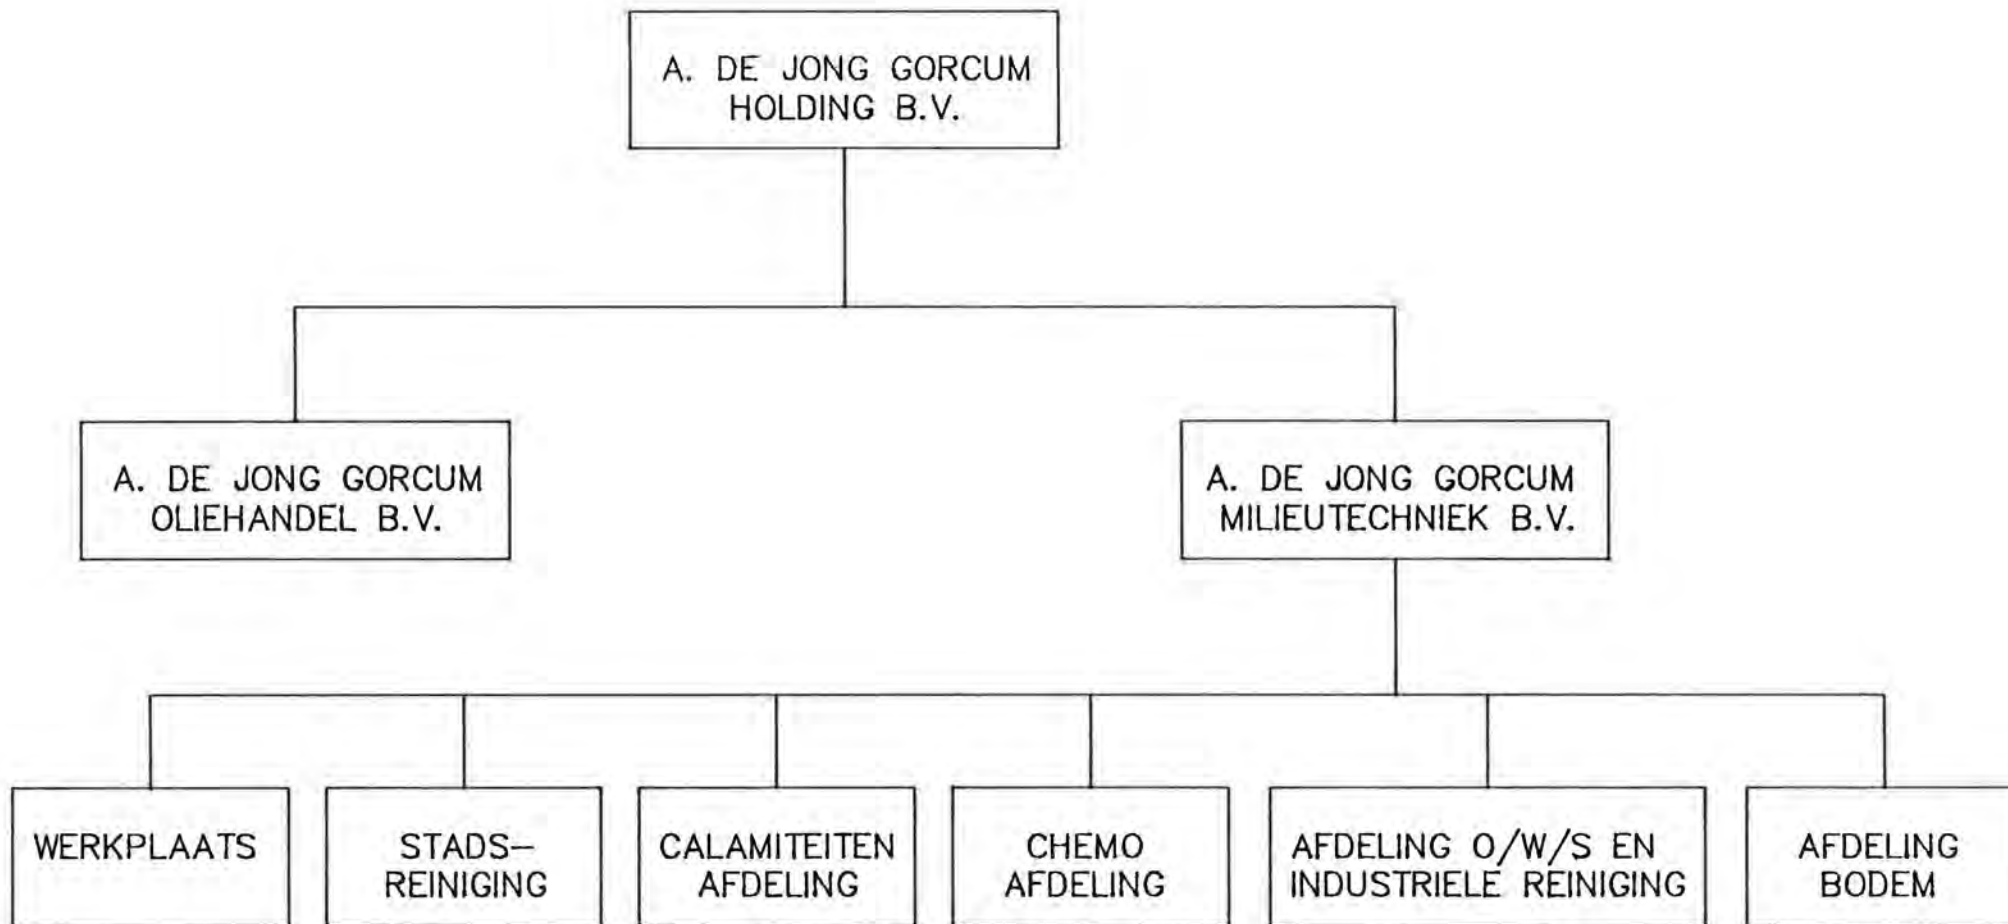 A. DE JONG GORCUM
HOLDING B.V.
A. DE JONG GORCUM
OLIEHANDEL B.V.
A. DE JONG GORCUM
MILIEUTECHNIEK B.V.
WERKPLAATS
STADS–
REINIGING
CALAMITEITEN
AFDELING
CHEMO
AFDELING
AFDELING O/W/S EN
INDUSTRIELE REINIGING
AFDELING
BODEM